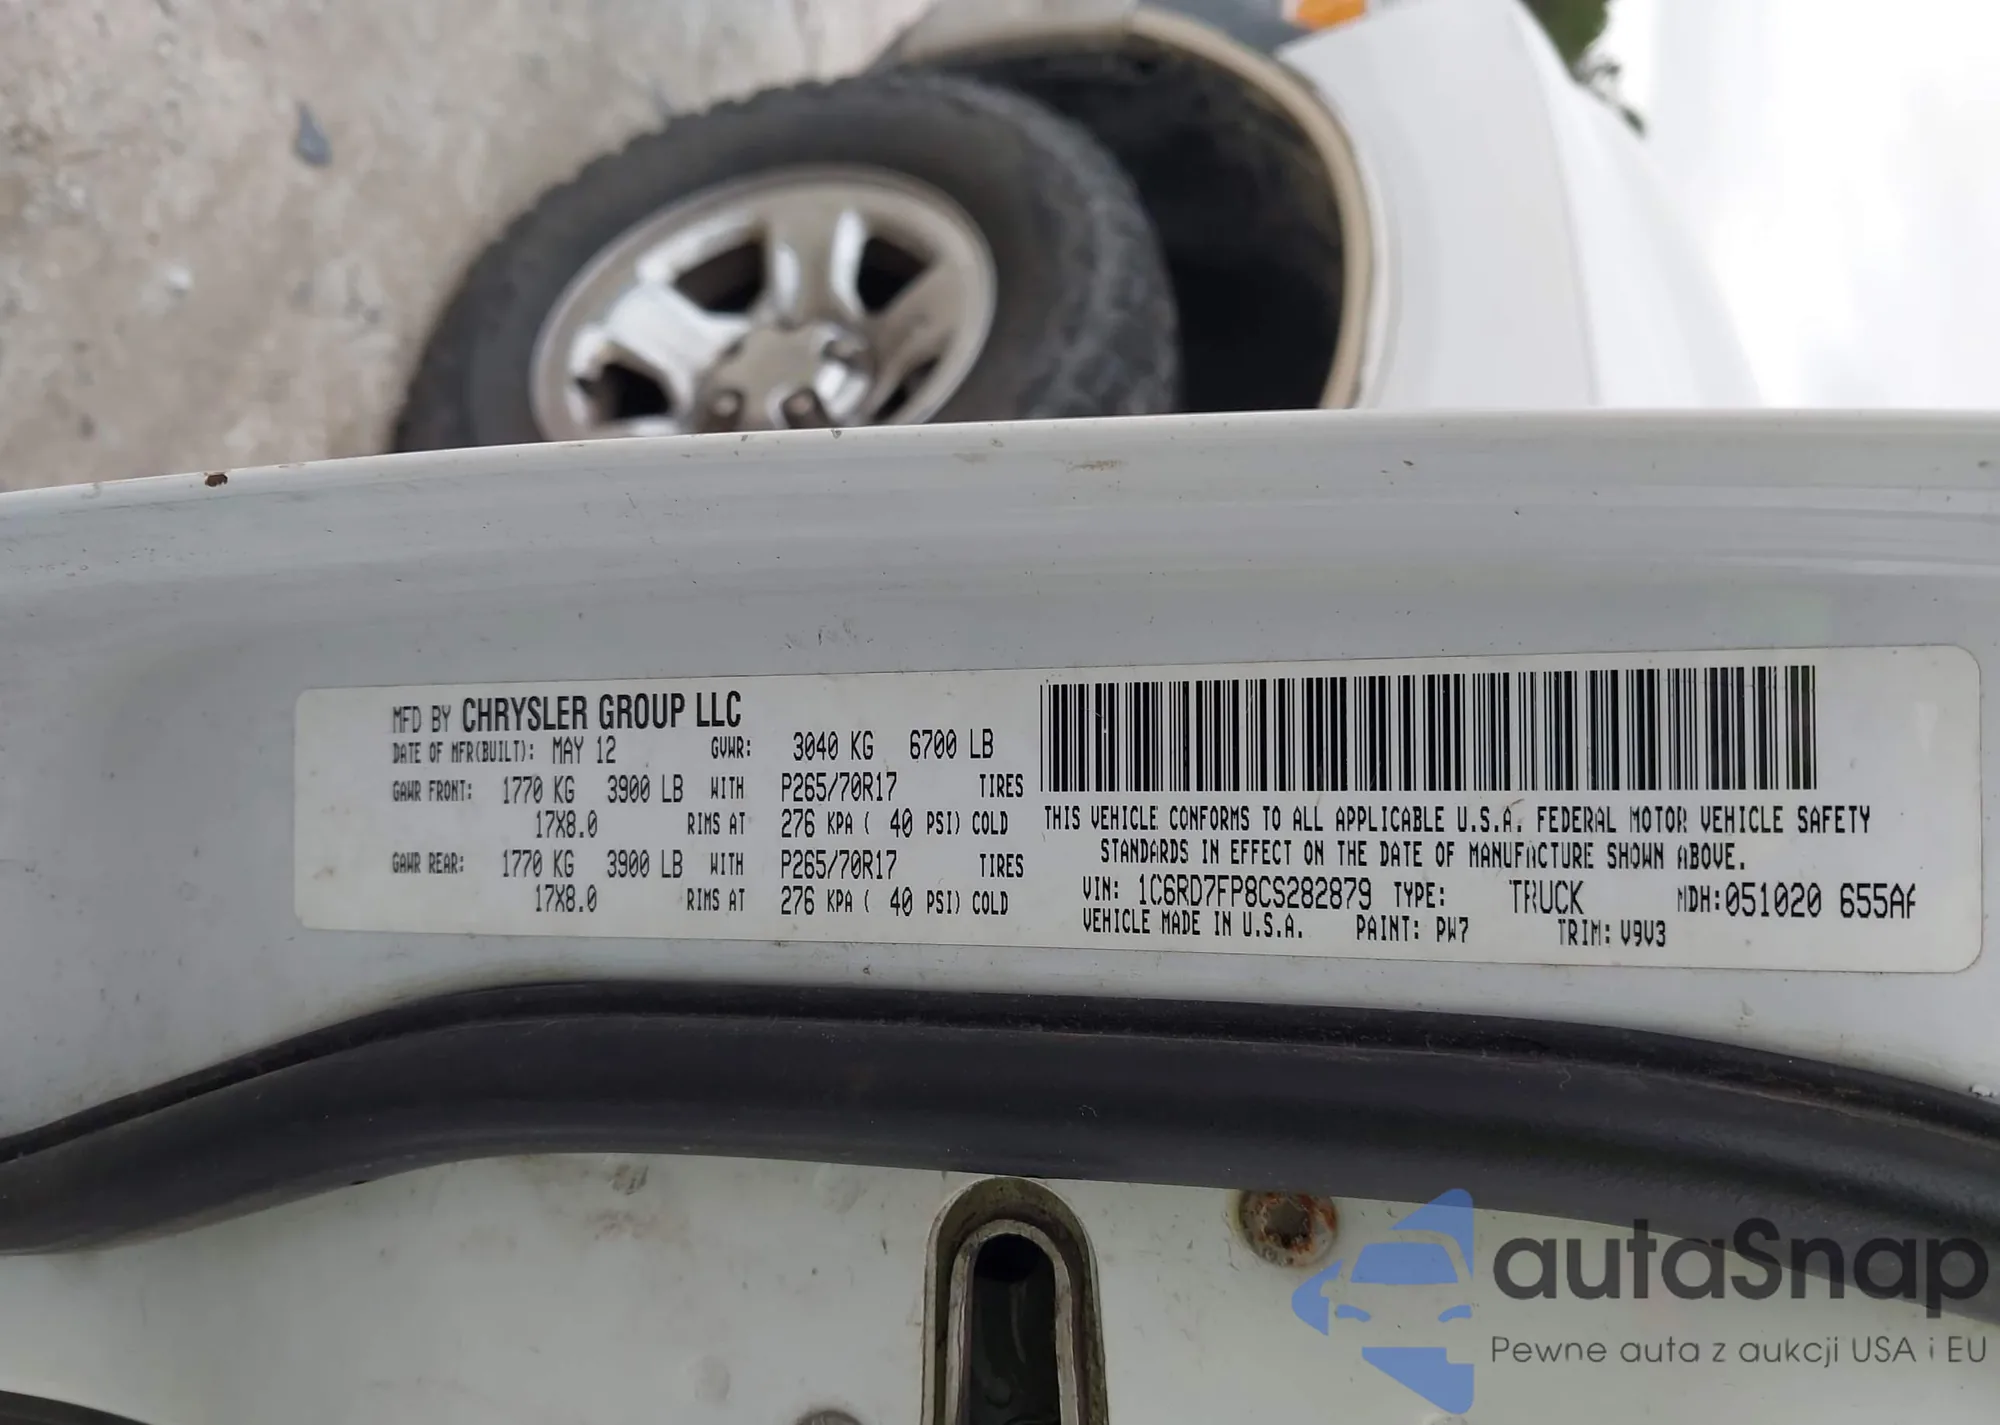 MFD BY CHRYSLER GROUP LLC
DATE OF MFR(BUILT): MAY 12 GVWR: 3040 KG 6700 LB
GAWR FRONT: 1770 KG 3900 LB WITH P265/70R17 TIRES
17X8.0 RIMS AT 276 KPA ( 40 PSI) COLD
GAWR REAR: 1770 KG 3900 LB WITH P265/70R17 TIRES
17X8.0 RIMS AT 276 KPA ( 40 PSI) COLD
THIS VEHICLE CONFORMS TO ALL APPLICABLE U.S.A. FEDERAL MOTOR VEHICLE SAFETY
STANDARDS IN EFFECT ON THE DATE OF MANUFACTURE SHOWN ABOVE.
VIN: 1C6RD7FP8CS282879 TYPE: TRUCK MDH:051020 655AA
VEHICLE MADE IN U.S.A. PAINT: PW7 TRIM: V9V3
autaSnap
Pewne auta z aukcji USA i EU